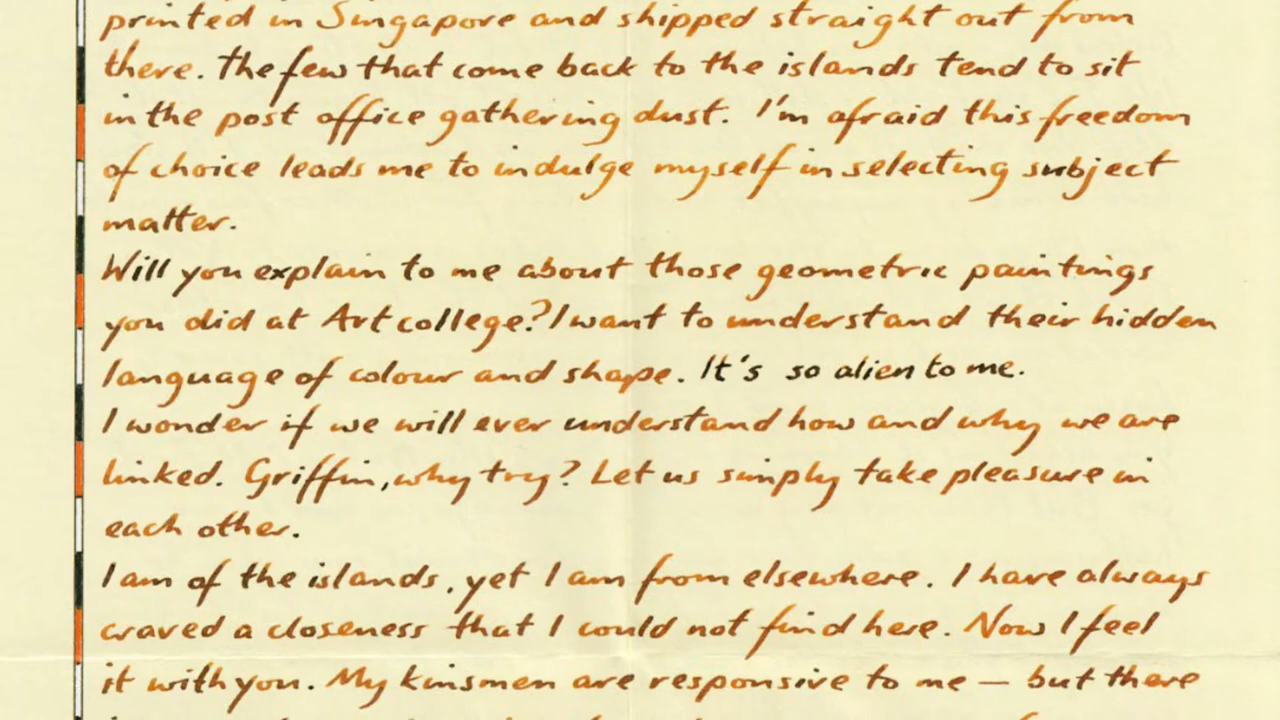 printed in Singapore and shipped straight out from
there. The few that come back to the islands tend to sit
in the post office gathering dust. I'm afraid this freedom
of choice leads me to indulge myself in selecting subject
matter.
Will you explain to me about those geometric paintings
you did at Art college? I want to understand their hidden
language of colour and shape. It's so alien to me.
I wonder if we will ever understand how and why we are
linked. Griffin, why try? Let us simply take pleasure in
each other.
I am of the islands, yet I am from elsewhere. I have always
craved a closeness that I could not find here. Now I feel
it with you. My kinsmen are responsive to me — but there